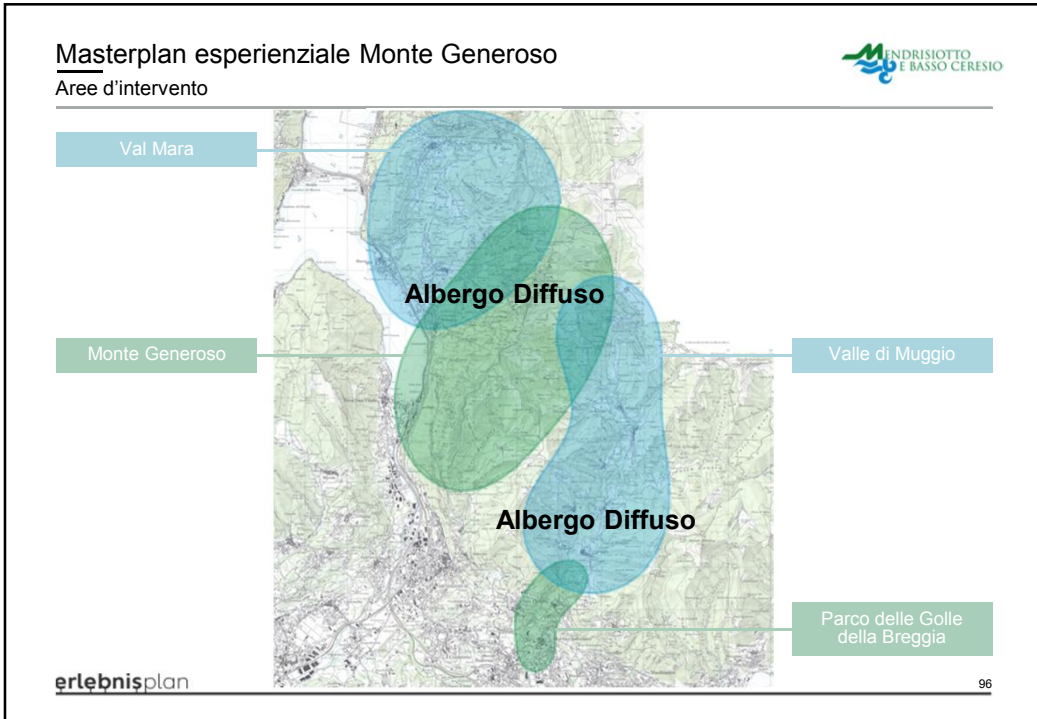 Masterplan esperienziale Monte Generoso
Aree d'intervento
MENDRISIOTTO
E BASSO CERESIO
Val Mara
Albergo Diffuso
Monte Generoso
Valle di Muggio
Albergo Diffuso
Parco delle Golle
della Breggia
erlebnisplan
96